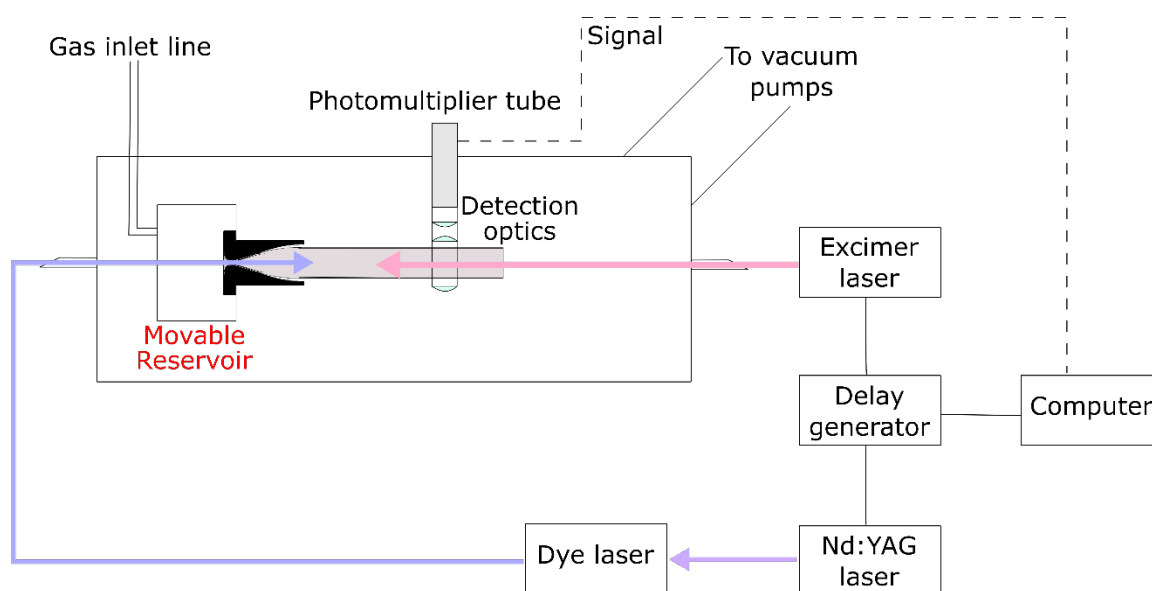 Gas inlet line
Signal
To vacuum
pumps
Photomultiplier tube
Detection
optics
Movable
Reservoir
Excimer
laser
Delay
generator
Computer
Dye laser
Nd:YAG
laser